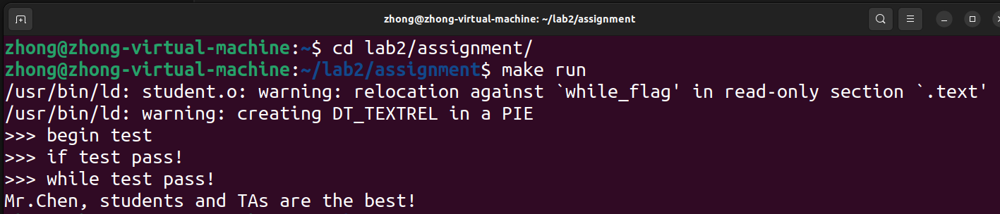 zhong@zhong-virtual-machine: ~/lab2/assignment
zhong@zhong-virtual-machine:~$ cd lab2/assignment/
zhong@zhong-virtual-machine:~/lab2/assignment$ make run
/usr/bin/ld: student.o: warning: relocation against `while_flag' in read-only section `.text'
/usr/bin/ld: warning: creating DT_TEXTREL in a PIE
>>> begin test
>>> if test pass!
>>> while test pass!
Mr.Chen, students and TAs are the best!